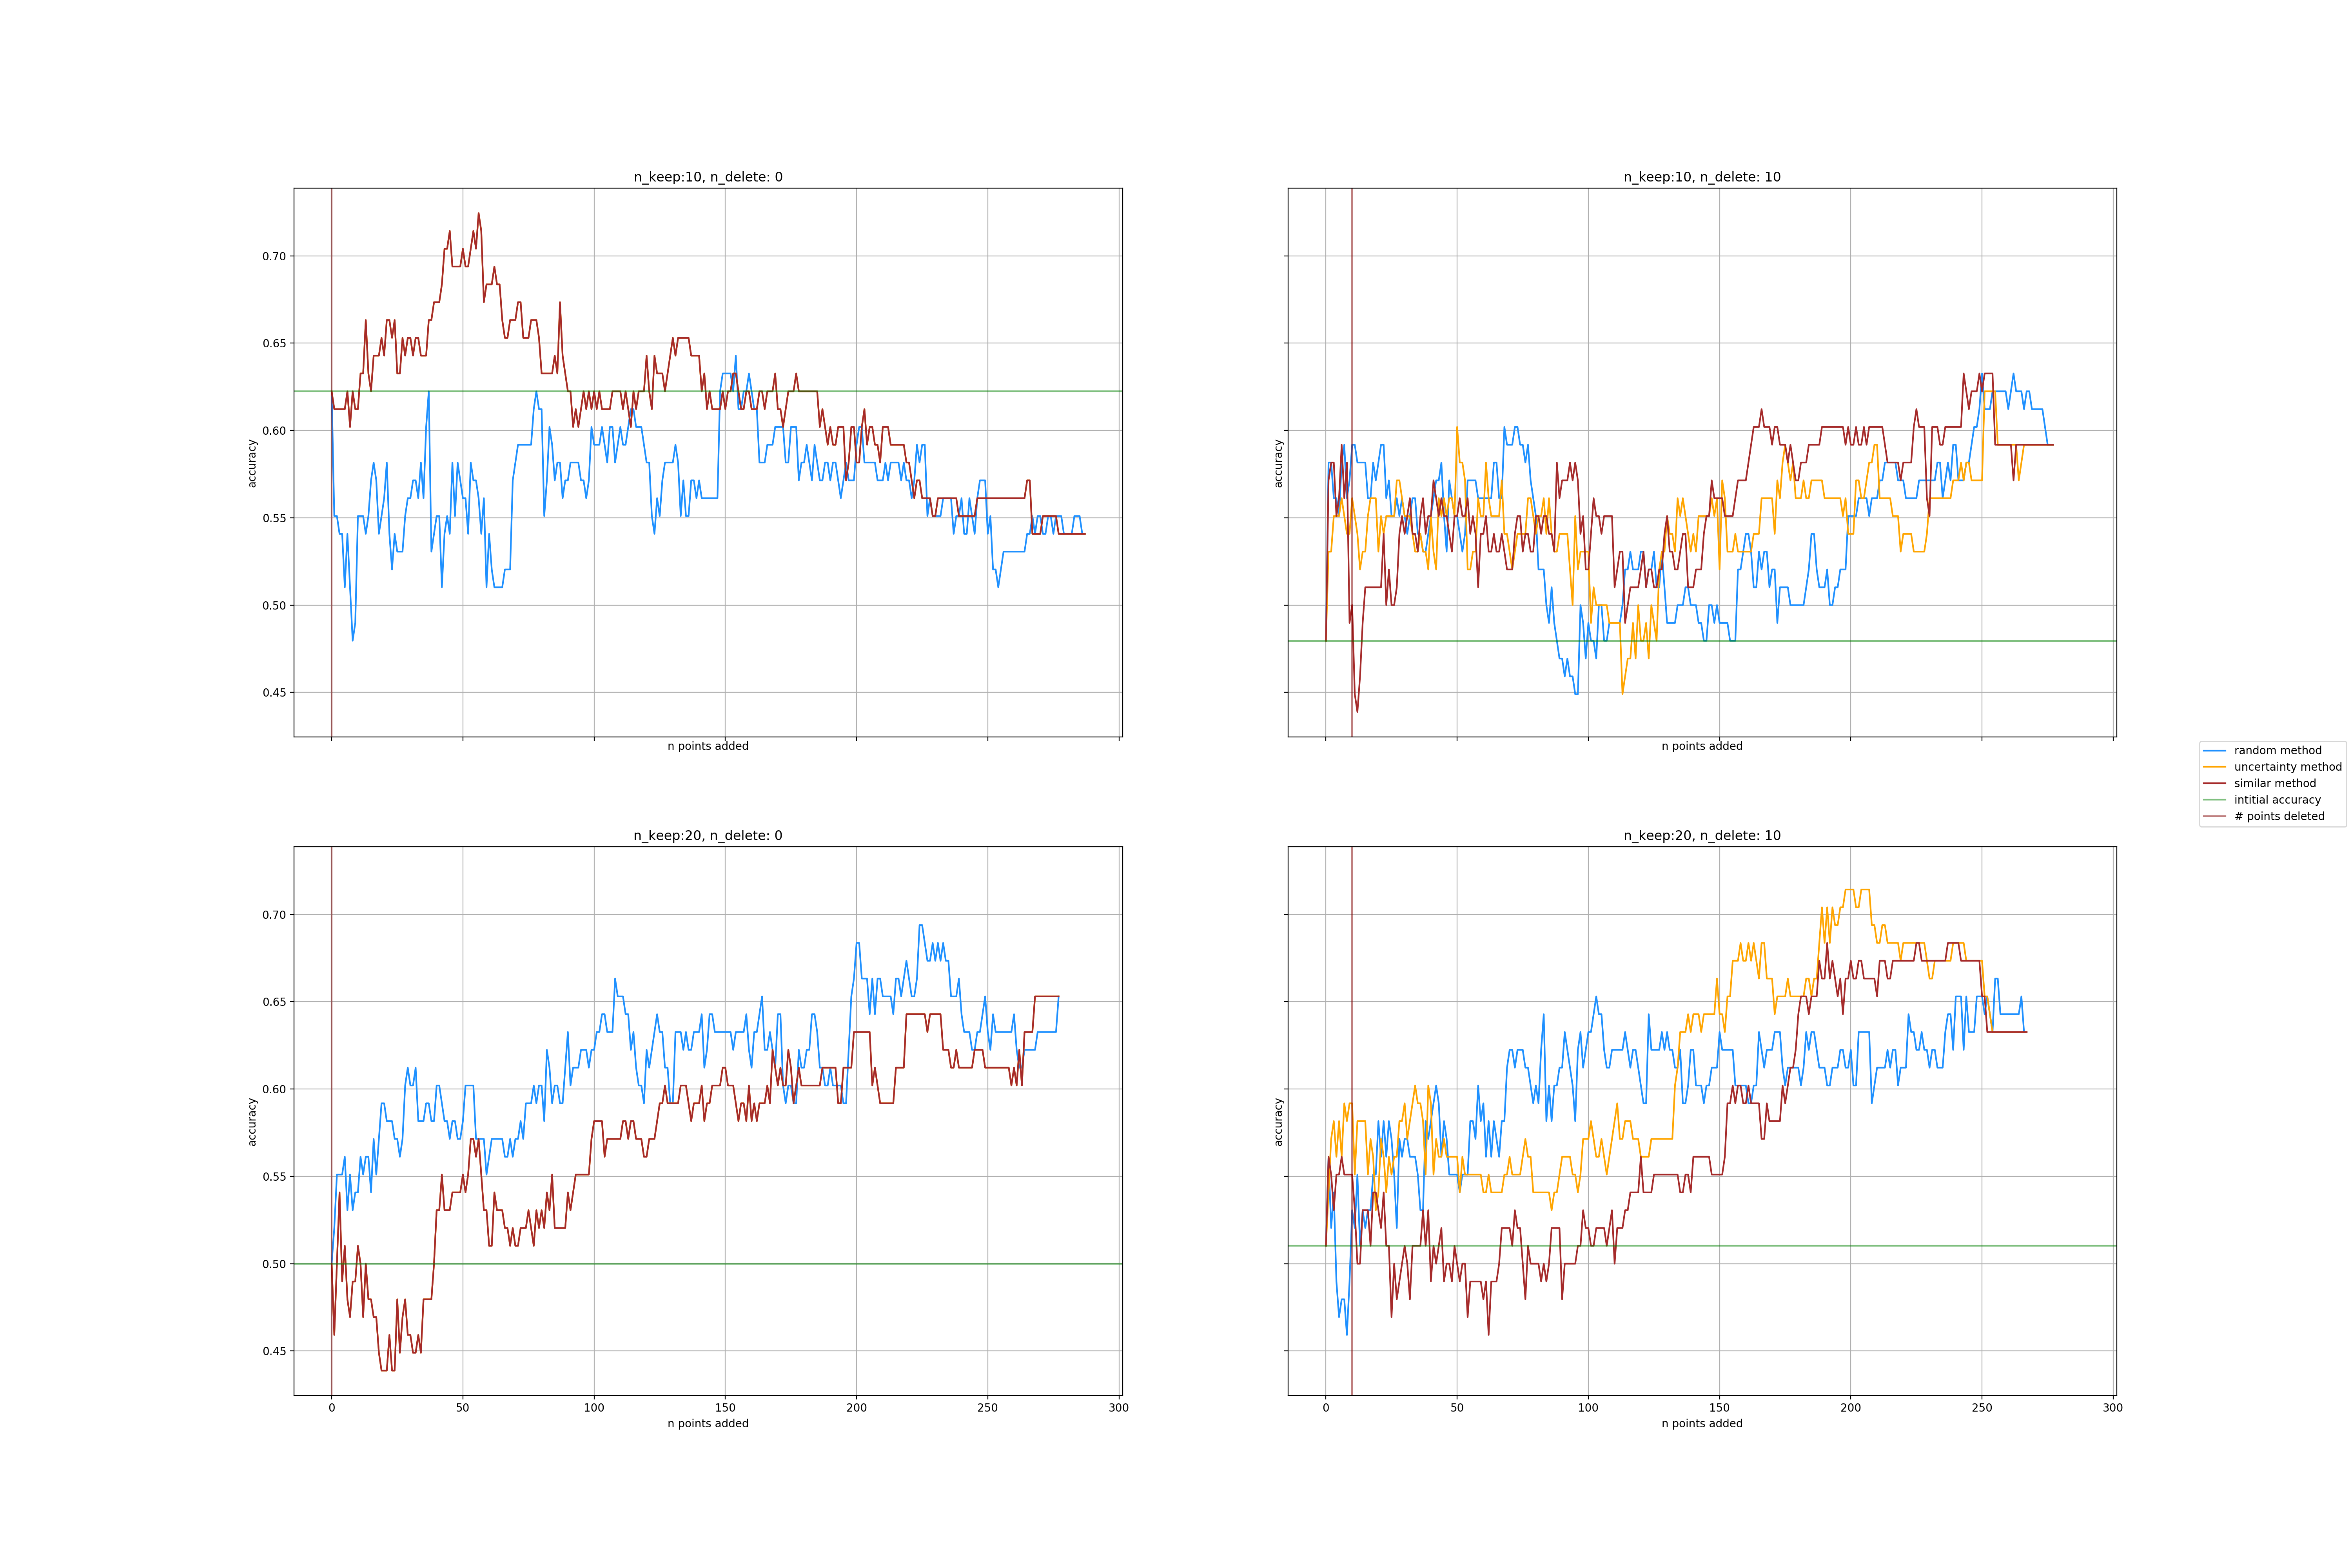 n_keep:10, n_delete: 0
n_keep:10, n_delete: 10
0.70
0.65
0.60
0.55
0.50
0.45
accuracy
accuracy
n points added
n points added
random method
uncertainty method
similar method
intitial accuracy
# points deleted
n_keep:20, n_delete: 0
n_keep:20, n_delete: 10
0.70
0.65
0.60
0.55
0.50
0.45
accuracy
accuracy
0 50 100 150 200 250 300
0 50 100 150 200 250 300
n points added
n points added